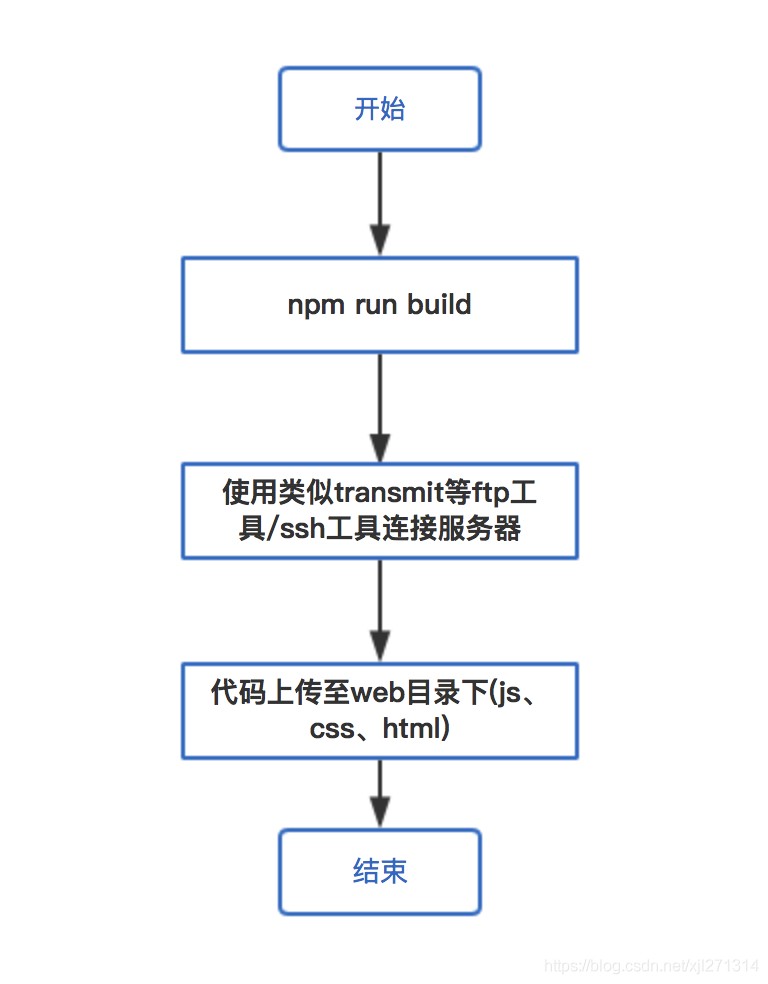 开始
npm run build
使用类似transmit等ftp工
具/ssh工具连接服务器
代码上传至web目录下(js、
css、html)
结束
https://blog.csdn.net/xjl271314